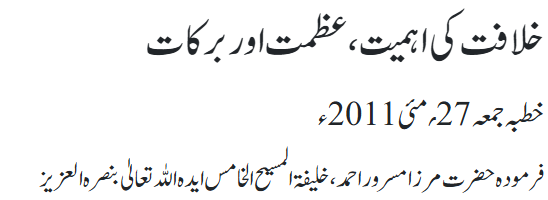 خلافت کی اہمیت، عظمت اور برکات
خطبہ جمعہ 27؍مئی 2011ء
فرمودہ حضرت مرزا مسرور احمد، خلیفۃ المسیح الخامس ایدہ اللہ تعالیٰ بنصرہ العزیز